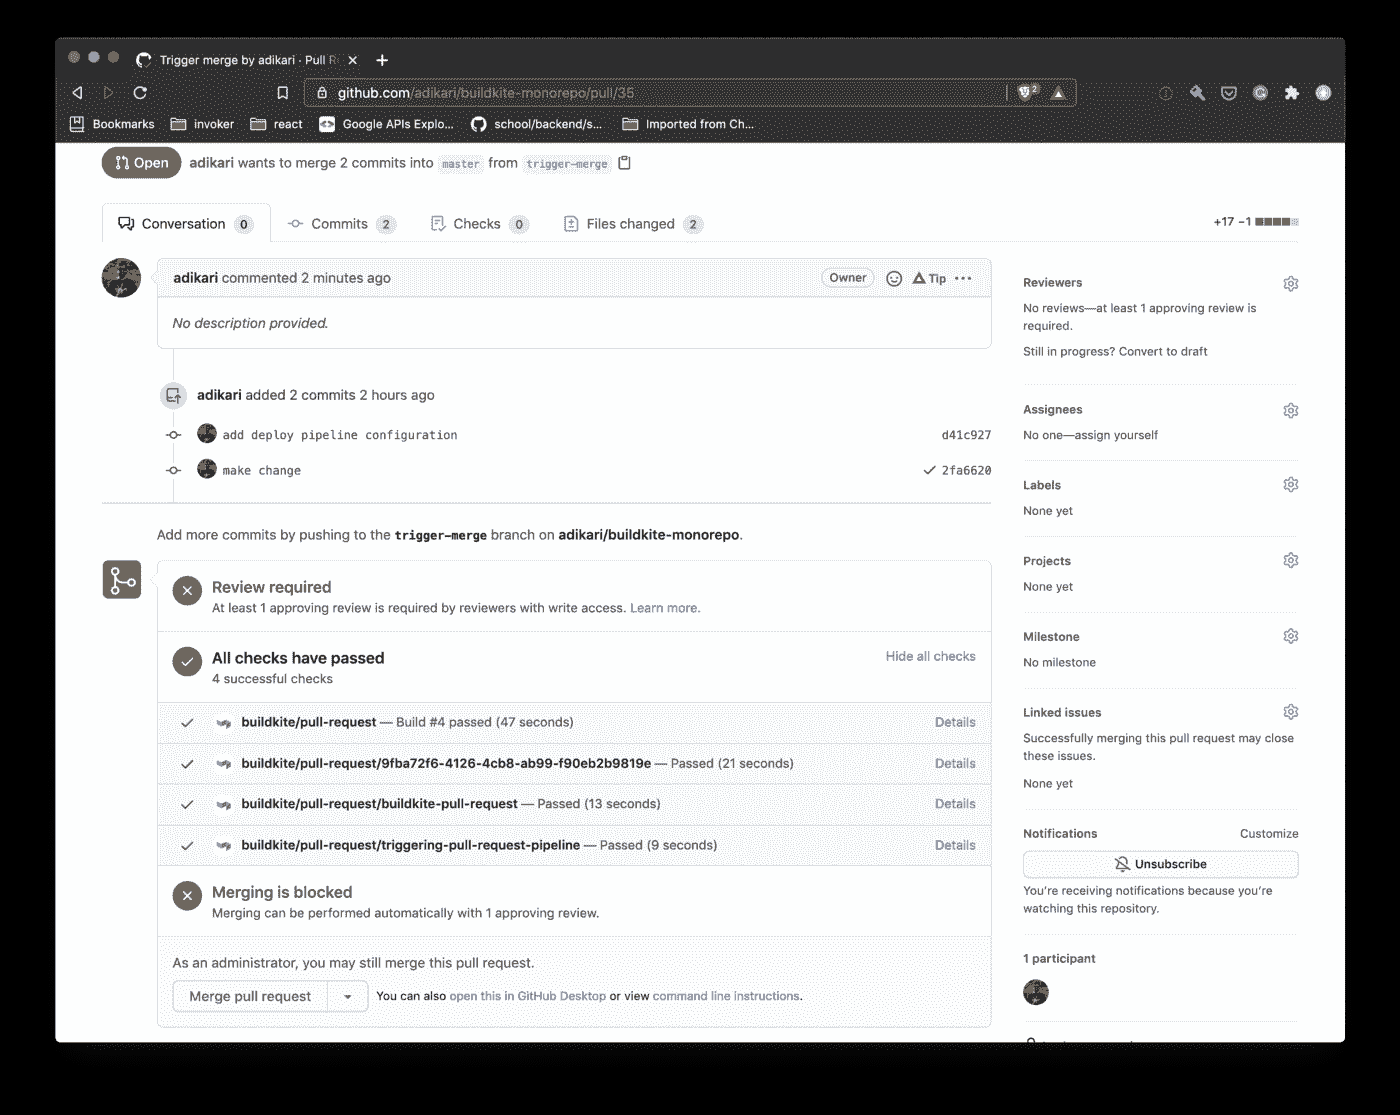 Trigger merge by adikari · Pull R
github.com/adikari/buildkite-monorepo/pull/35
2
Bookmarks invoker react Google APIs Explo... school/backend/s... Imported from Ch...
Open adikari wants to merge 2 commits into master from trigger-merge
Conversation 0 Commits 2 Checks 0 Files changed 2 +17 −1
adikari commented 2 minutes ago Owner Tip ...
No description provided.
adikari added 2 commits 2 hours ago
add deploy pipeline configuration d41c927
make change 2fa6620
Add more commits by pushing to the trigger-merge branch on adikari/buildkite-monorepo.
Review required
At least 1 approving review is required by reviewers with write access. Learn more.
All checks have passed Hide all checks
4 successful checks
buildkite/pull-request — Build #4 passed (47 seconds) Details
buildkite/pull-request/9fba72f6-4126-4cb8-ab99-f90eb2b9819e — Passed (21 seconds) Details
buildkite/pull-request/buildkite-pull-request — Passed (13 seconds) Details
buildkite/pull-request/triggering-pull-request-pipeline — Passed (9 seconds) Details
Merging is blocked
Merging can be performed automatically with 1 approving review.
As an administrator, you may still merge this pull request.
Merge pull request You can also open this in GitHub Desktop or view command line instructions.
Reviewers
No reviews—at least 1 approving review is
required.
Still in progress? Convert to draft
Assignees
No one—assign yourself
Labels
None yet
Projects
None yet
Milestone
No milestone
Linked issues
Successfully merging this pull request may close
these issues.
None yet
Notifications Customize
Unsubscribe
You're receiving notifications because you're
watching this repository.
1 participant